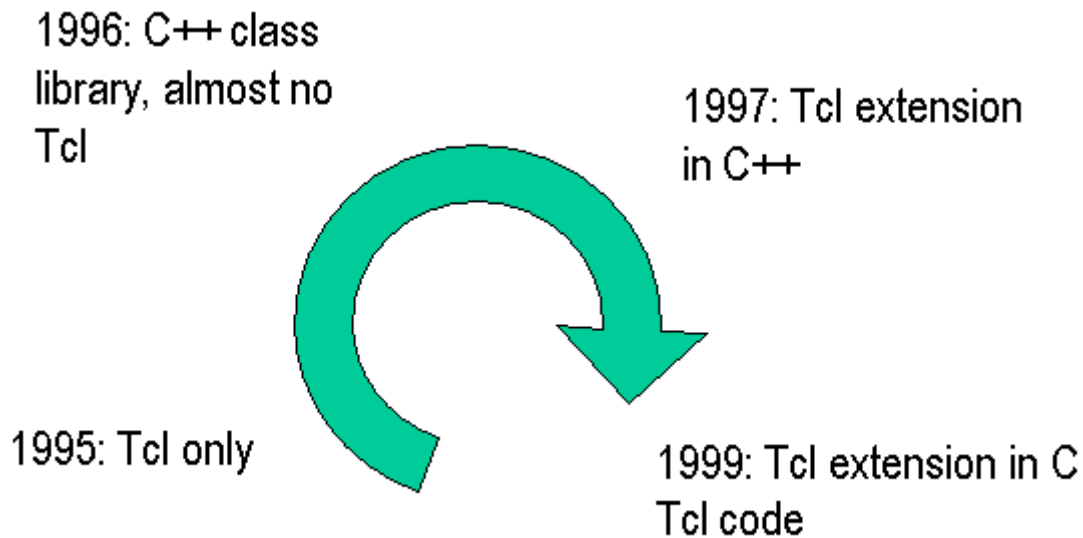 1996: C++ class
library, almost no
Tcl
1997: Tcl extension
in C++
1995: Tcl only
1999: Tcl extension in C
Tcl code